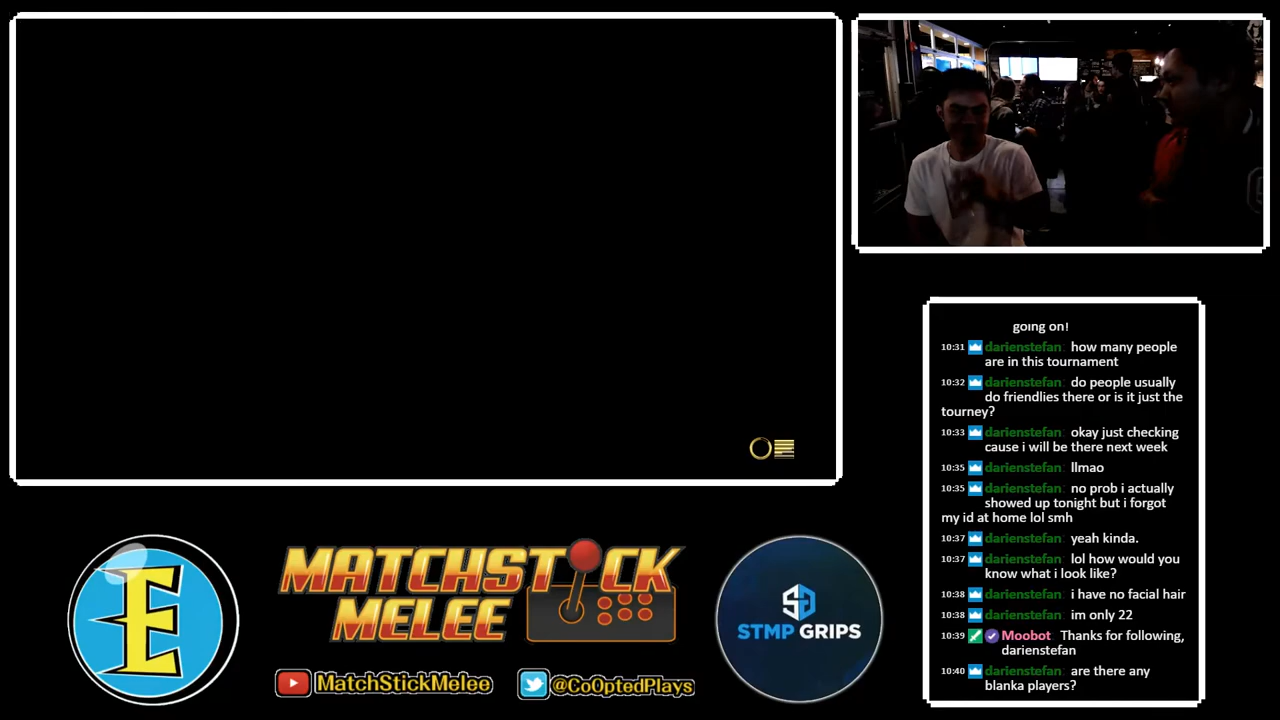 going on!
10:31 darienstefan: how many people
are in this tournament
10:32 darienstefan: do people usually
do friendlies there or is it just the
tourney?
10:33 darienstefan: okay just checking
cause i will be there next week
10:35 darienstefan: llmao
10:35 darienstefan: no prob i actually
showed up tonight but i forgot
my id at home lol smh
10:37 darienstefan: yeah kinda.
10:37 darienstefan: lol how would you
know what i look like?
10:38 darienstefan: i have no facial hair
10:38 darienstefan: im only 22
10:39 Moobot: Thanks for following,
darienstefan
10:40 darienstefan: are there any
blanka players?
E
MATCHSTICK
MELEE
MatchStickMelee
@CoOptedPlays
SG
STMP GRIPS